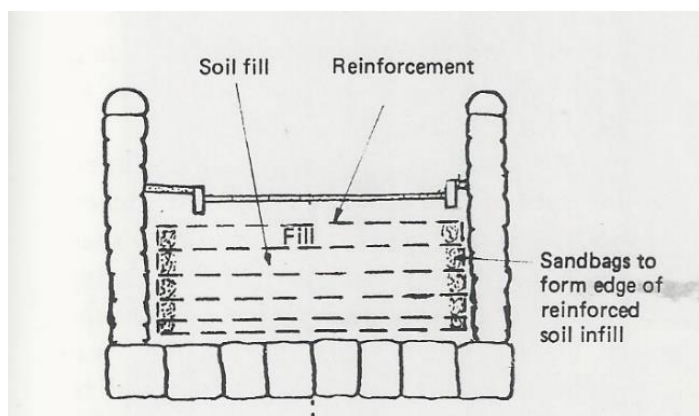 Soil fill
Reinforcement
Fill
Sandbags to
form edge of
reinforced
soil infill